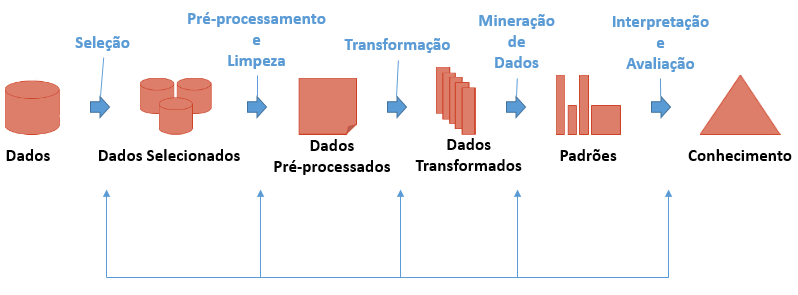 Seleção
Pré-processamento
e
Limpeza
Transformação
Mineração
de
Dados
Interpretação
e
Avaliação
Dados
Dados Selecionados
Dados
Pré-processados
Dados
Transformados
Padrões
Conhecimento